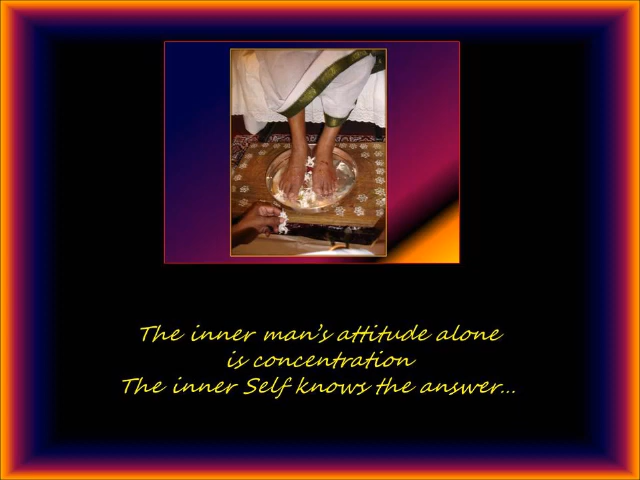 The inner man's attitude alone
is concentration
The inner Self knows the answer...